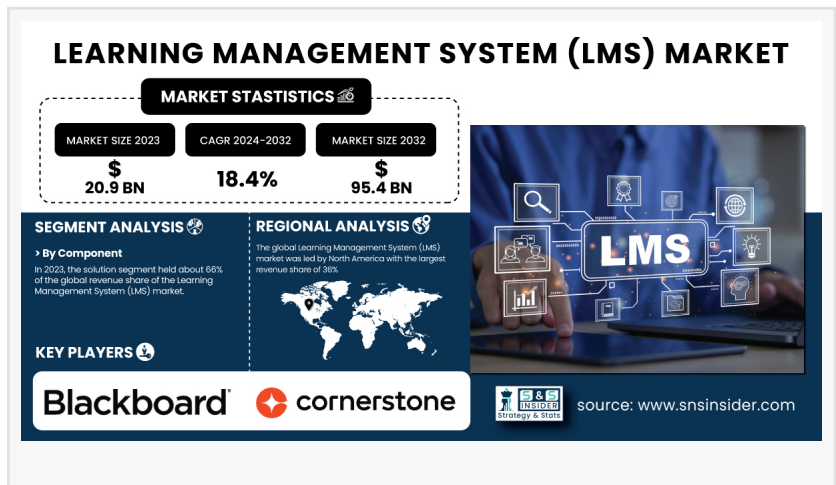 LEARNING MANAGEMENT SYSTEM (LMS) MARKET
MARKET STASTISTICS
MARKET SIZE 2023
$
20.9 BN
CAGR 2024-2032
18.4%
MARKET SIZE 2032
$
95.4 BN
SEGMENT ANALYSIS
> By Component
In 2023, the solution segment held about 66%
of the global revenue share of the Learning
Management System (LMS) market.
REGIONAL ANALYSIS
The global Learning Management System (LMS)
market was led by North America with the largest
revenue share of 36%
LMS
KEY PLAYERS
Blackboard
cornerstone
S&S
INSIDER
Strategy & Stats
source: www.snsinsider.com